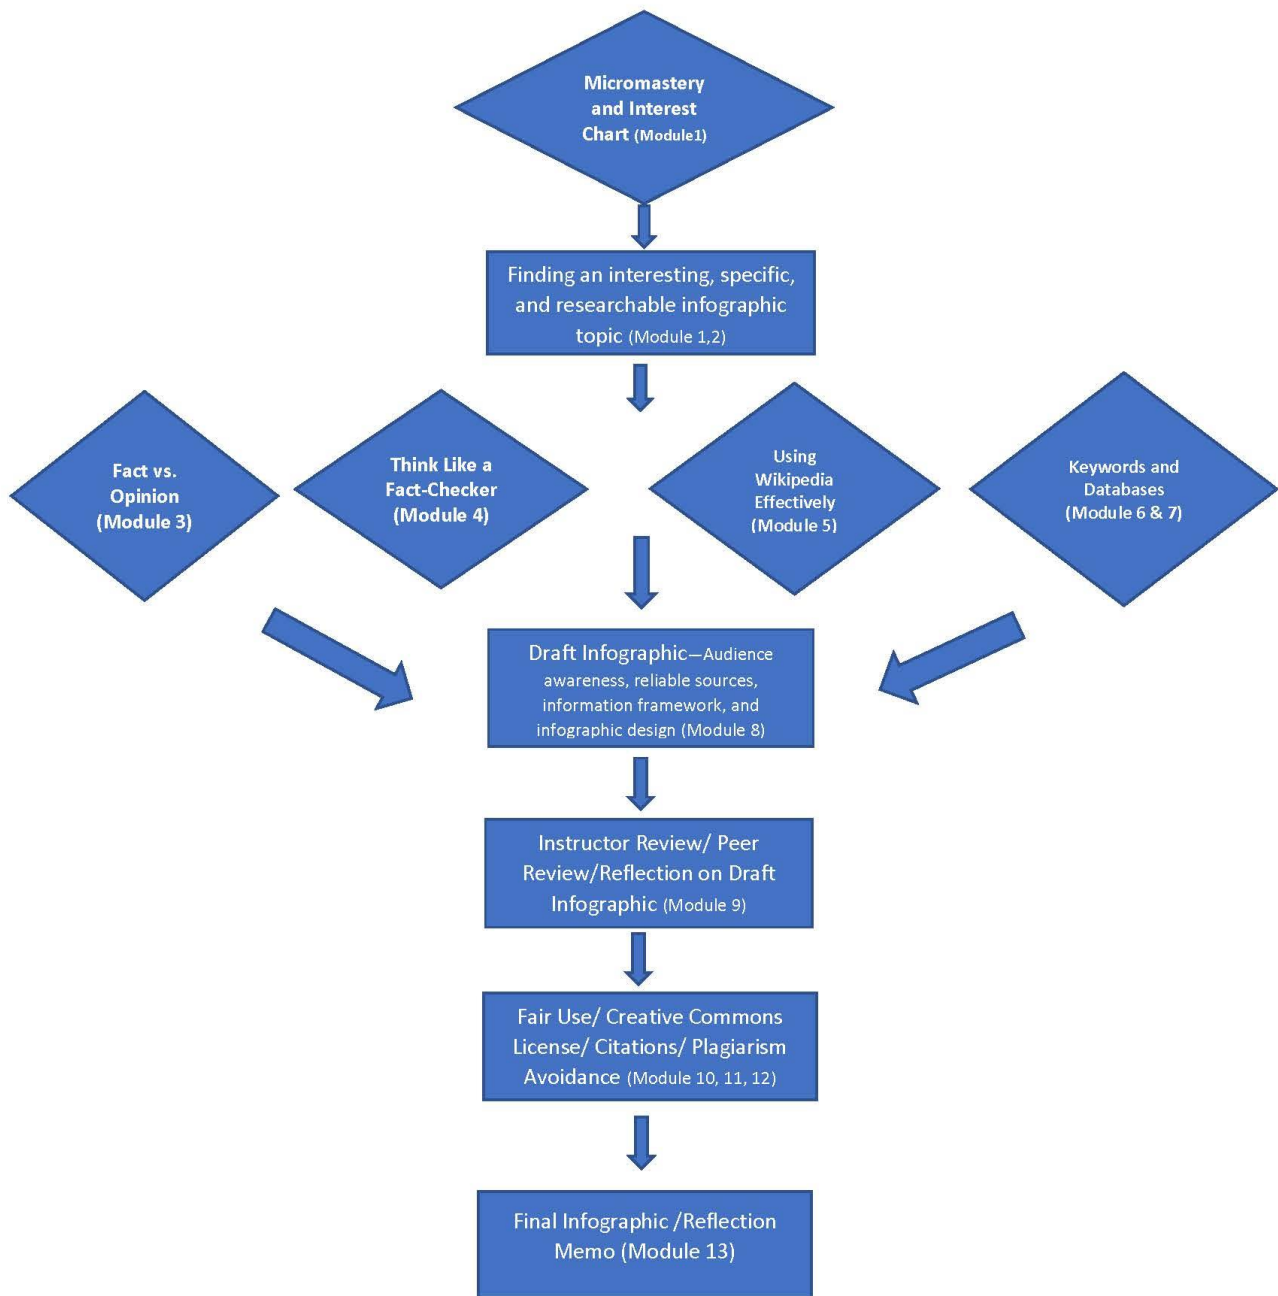 Micromastery
and Interest
Chart (Module1)
Finding an interesting, specific,
and researchable infographic
topic (Module 1,2)
Fact vs.
Opinion
(Module 3)
Think Like a
Fact-Checker
(Module 4)
Using
Wikipedia
Effectively
(Module 5)
Keywords and
Databases
(Module 6 & 7)
Draft Infographic—Audience
awareness, reliable sources,
information framework, and
infographic design (Module 8)
Instructor Review/ Peer
Review/Reflection on Draft
Infographic (Module 9)
Fair Use/ Creative Commons
License/ Citations/ Plagiarism
Avoidance (Module 10, 11, 12)
Final Infographic /Reflection
Memo (Module 13)